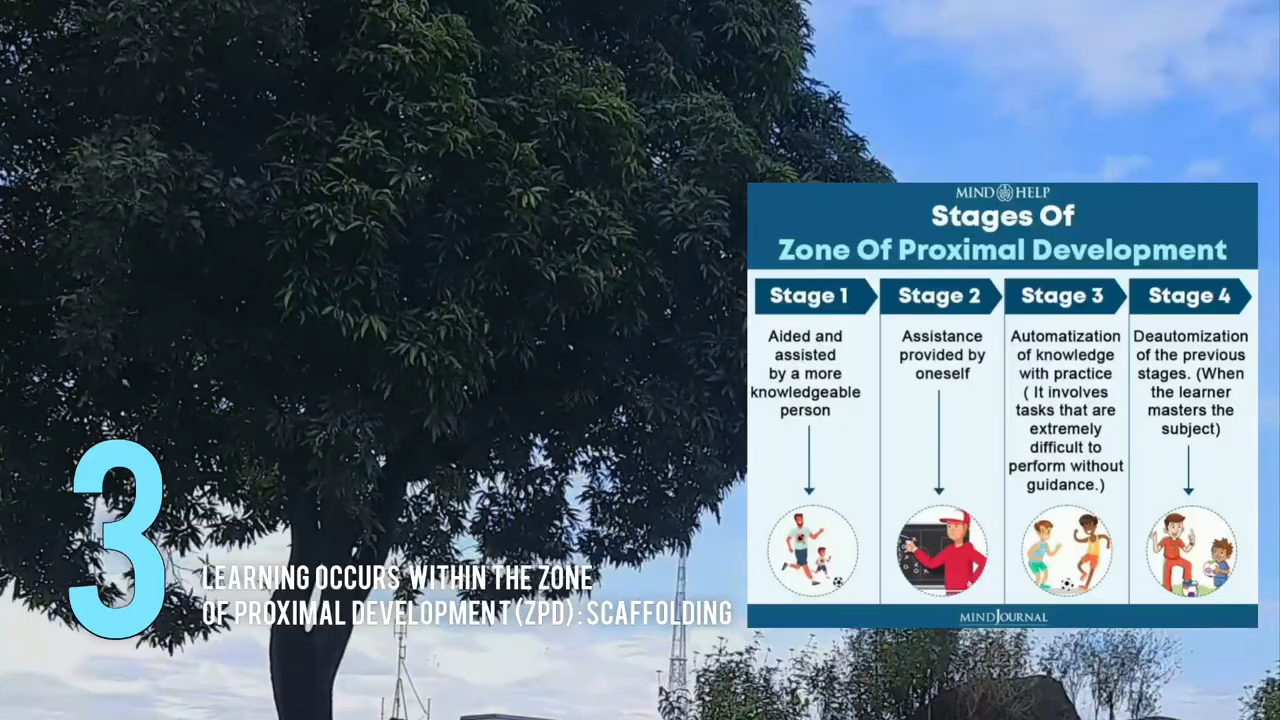 3
LEARNING OCCURS WITHIN THE ZONE
OF PROXIMAL DEVELOPMENT (ZPD) : SCAFFOLDING
MIND HELP
Stages Of
Zone Of Proximal Development
Stage 1
Aided and
assisted
by a more
knowledgeable
person
Stage 2
Assistance
provided by
oneself
Stage 3
Automatization
of knowledge
with practice
( It involves
tasks that are
extremely
difficult to
perform without
guidance.)
Stage 4
Deautomization
of the previous
stages. (When
the learner
masters the
subject)
MINDJOURNAL